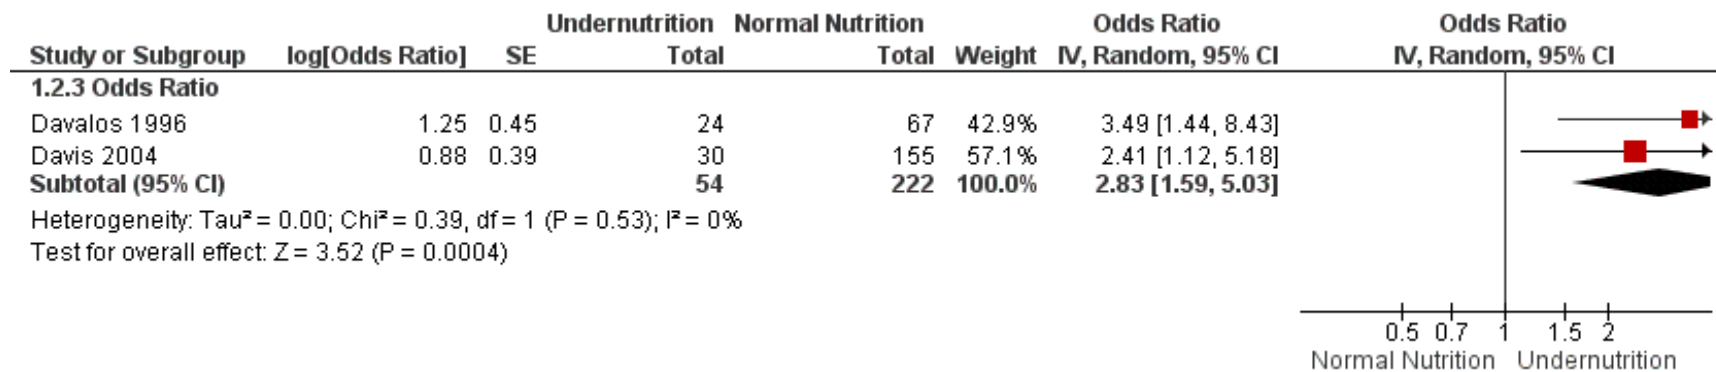 Undernutrition Normal Nutrition Odds Ratio Odds Ratio
Study or Subgroup log[Odds Ratio] SE Total Total Weight IV, Random, 95% CI IV, Random, 95% CI
1.2.3 Odds Ratio
Davalos 1996 1.25 0.45 24 67 42.9% 3.49 [1.44, 8.43]
Davis 2004 0.88 0.39 30 155 57.1% 2.41 [1.12, 5.18]
Subtotal (95% CI) 54 222 100.0% 2.83 [1.59, 5.03]
Heterogeneity: Tau² = 0.00; Chi² = 0.39, df = 1 (P = 0.53); I² = 0%
Test for overall effect: Z = 3.52 (P = 0.0004)
0.5 0.7 1 1.5 2
Normal Nutrition Undernutrition